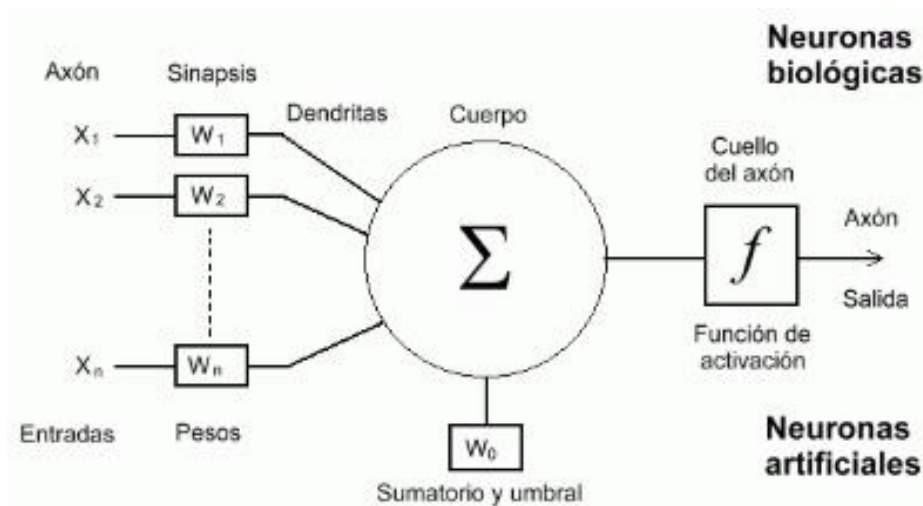 Neuronas
biológicas
Axón
Sinapsis
Dendritas
Cuerpo
Cuello
del axón
X1
W1
X2
W2
Xn
Wn
Σ
f
Axón
Salida
Función de
activación
Entradas
Pesos
W0
Sumatorio y umbral
Neuronas
artificiales